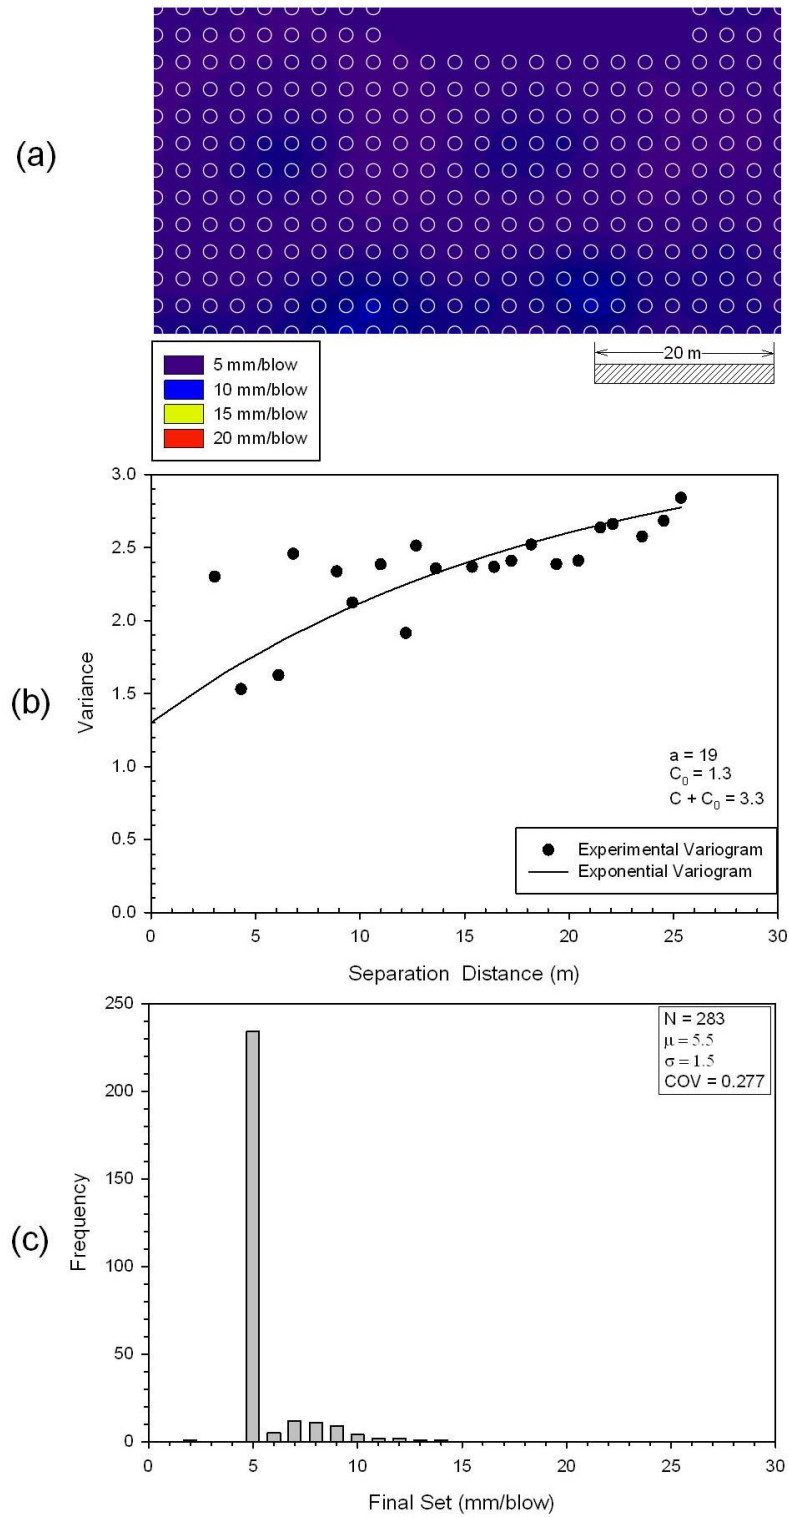 (a)
20 m
5 mm/blow
10 mm/blow
15 mm/blow
20 mm/blow
(b)
Variance
3.0
2.5
2.0
1.5
1.0
0.5
0.0
a = 19
C₀ = 1.3
C + C₀ = 3.3
Experimental Variogram
Exponential Variogram
0 5 10 15 20 25 30
Separation Distance (m)
(c)
Frequency
250
200
150
100
50
0
N = 283
μ = 5.5
σ = 1.5
COV = 0.277
0 5 10 15 20 25 30
Final Set (mm/blow)